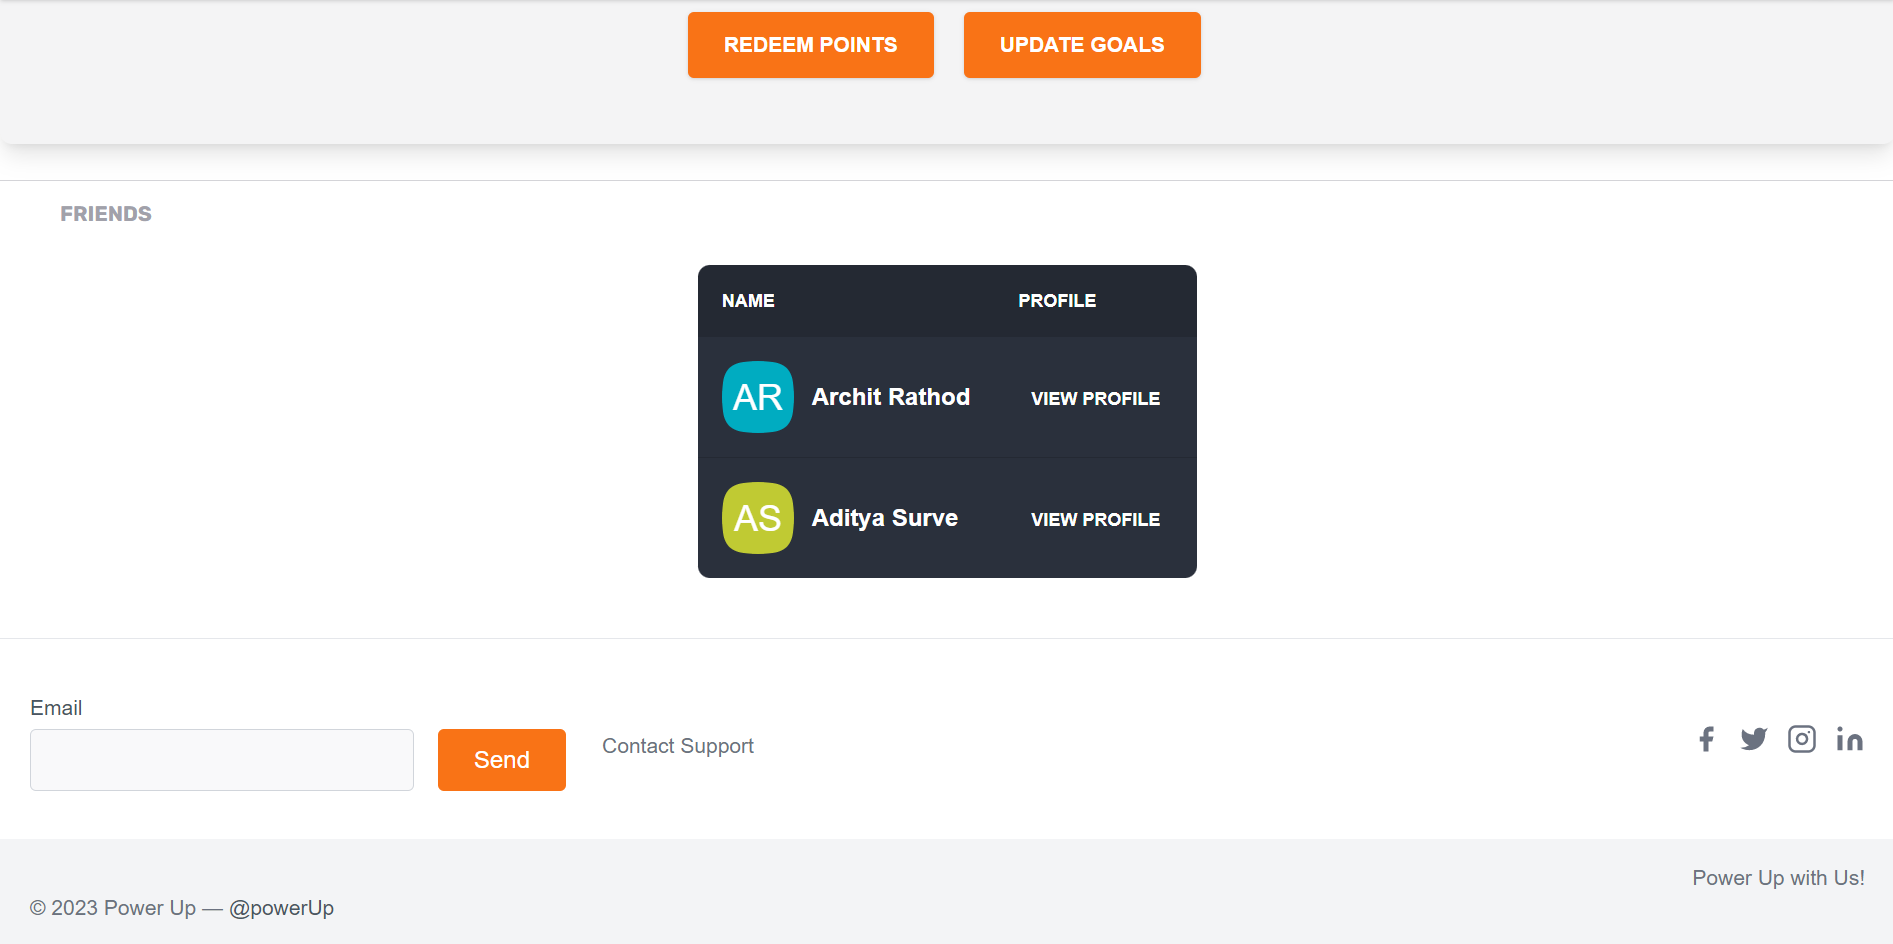 REDEEM POINTS UPDATE GOALS
FRIENDS
NAME PROFILE
AR Archit Rathod VIEW PROFILE
AS Aditya Surve VIEW PROFILE
Email
Send Contact Support
Power Up with Us!
© 2023 Power Up — @powerUp